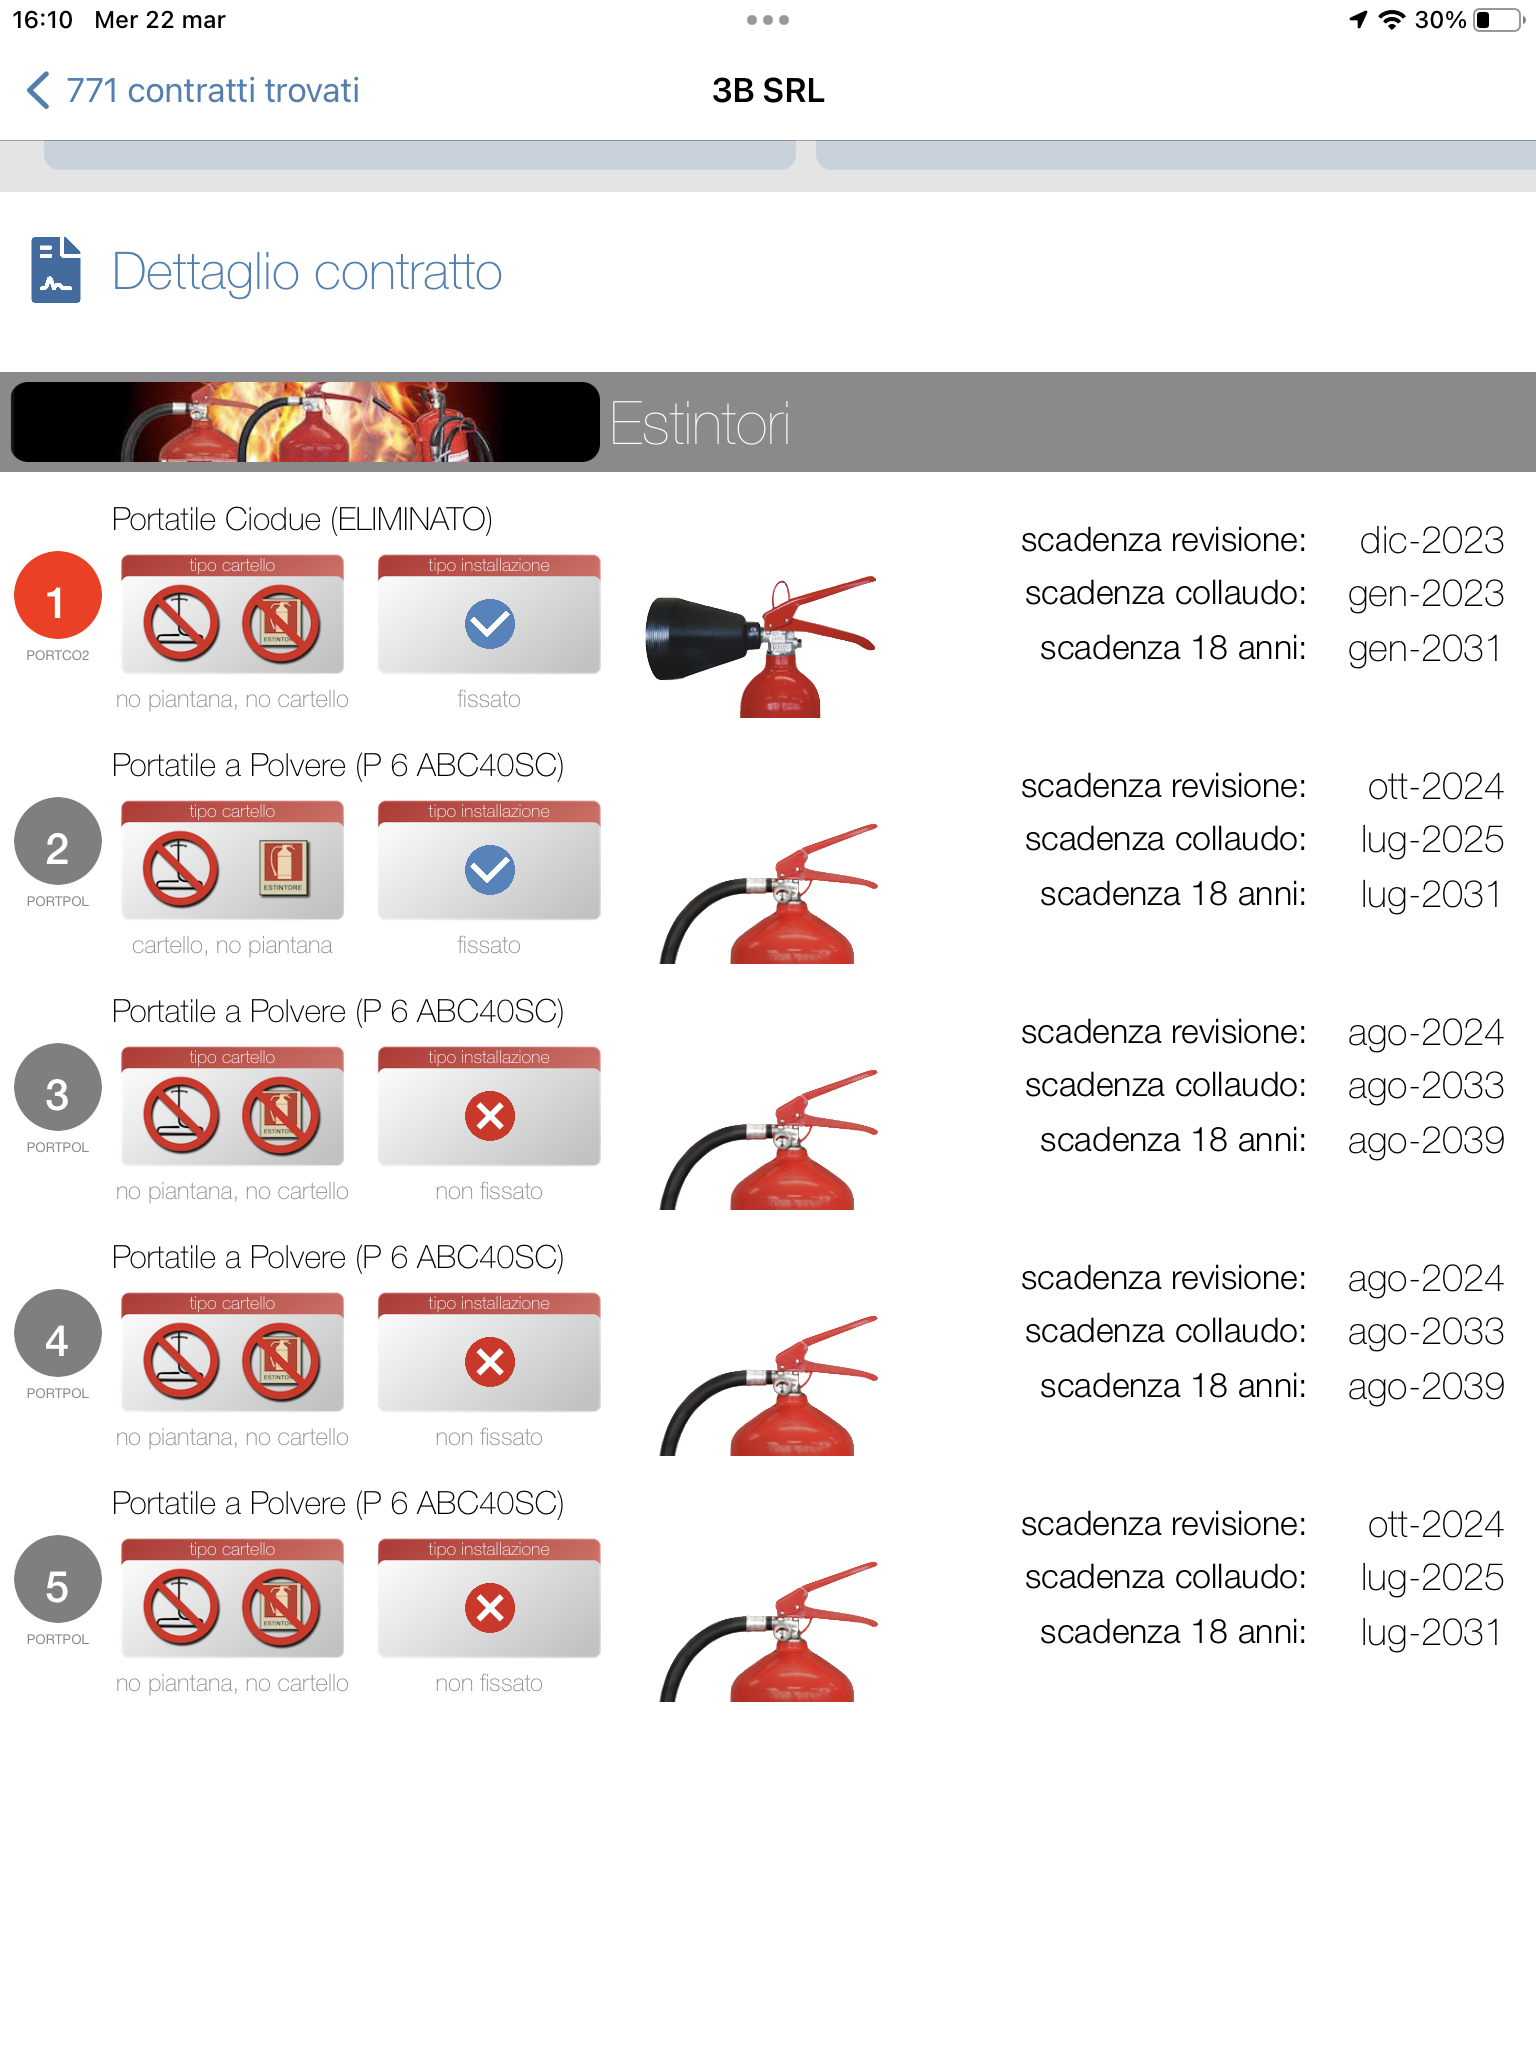 16:10 Mer 22 mar 30%
771 contratti trovati
3B SRL
Dettaglio contratto
Estintori
Portatile Ciodue (ELIMINATO)
1
PORTCO2
tipo cartello
ESTINTORE
no piantana, no cartello
tipo installazione
fissato
scadenza revisione: dic-2023
scadenza collaudo: gen-2023
scadenza 18 anni: gen-2031
Portatile a Polvere (P 6 ABC40SC)
2
PORTPOL
tipo cartello
ESTINTORE
cartello, no piantana
tipo installazione
fissato
scadenza revisione: ott-2024
scadenza collaudo: lug-2025
scadenza 18 anni: lug-2031
Portatile a Polvere (P 6 ABC40SC)
3
PORTPOL
tipo cartello
ESTINTORE
no piantana, no cartello
tipo installazione
non fissato
scadenza revisione: ago-2024
scadenza collaudo: ago-2033
scadenza 18 anni: ago-2039
Portatile a Polvere (P 6 ABC40SC)
4
PORTPOL
tipo cartello
ESTINTORE
no piantana, no cartello
tipo installazione
non fissato
scadenza revisione: ago-2024
scadenza collaudo: ago-2033
scadenza 18 anni: ago-2039
Portatile a Polvere (P 6 ABC40SC)
5
PORTPOL
tipo cartello
ESTINTORE
no piantana, no cartello
tipo installazione
non fissato
scadenza revisione: ott-2024
scadenza collaudo: lug-2025
scadenza 18 anni: lug-2031